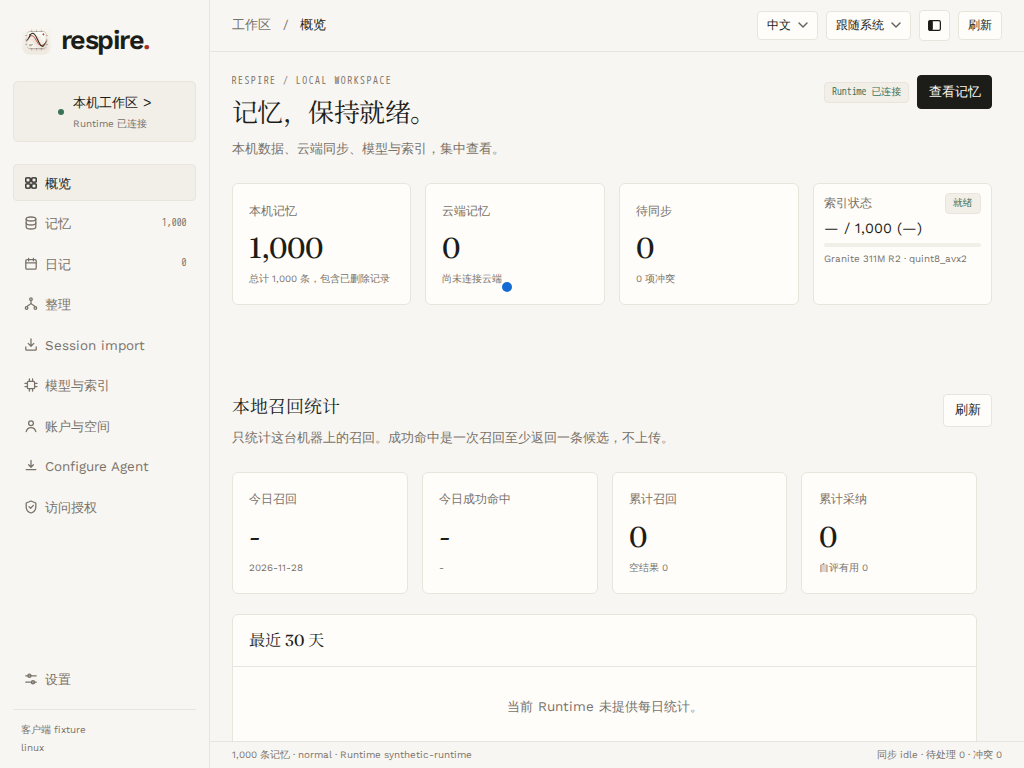 respire.
本机工作区 >
Runtime 已连接
概览
记忆 1,000
日记 0
整理
Session import
模型与索引
账户与空间
Configure Agent
访问授权
设置
客户端 fixture
linux
工作区 / 概览
中文
跟随系统
刷新
RESPIRE / LOCAL WORKSPACE
记忆，保持就绪。
本机数据、云端同步、模型与索引，集中查看。
Runtime 已连接
查看记忆
本机记忆
1,000
总计 1,000 条，包含已删除记录
云端记忆
0
尚未连接云端
待同步
0
0 项冲突
索引状态
就绪
— / 1,000 (—)
Granite 311M R2 · quint8_avx2
本地召回统计
只统计这台机器上的召回。成功命中是一次召回至少返回一条候选，不上传。
刷新
今日召回
-
2026-11-28
今日成功命中
-
-
累计召回
0
空结果 0
累计采纳
0
自评有用 0
最近 30 天
当前 Runtime 未提供每日统计。
1,000 条记忆 · normal · Runtime synthetic-runtime
同步 idle · 待处理 0 · 冲突 0